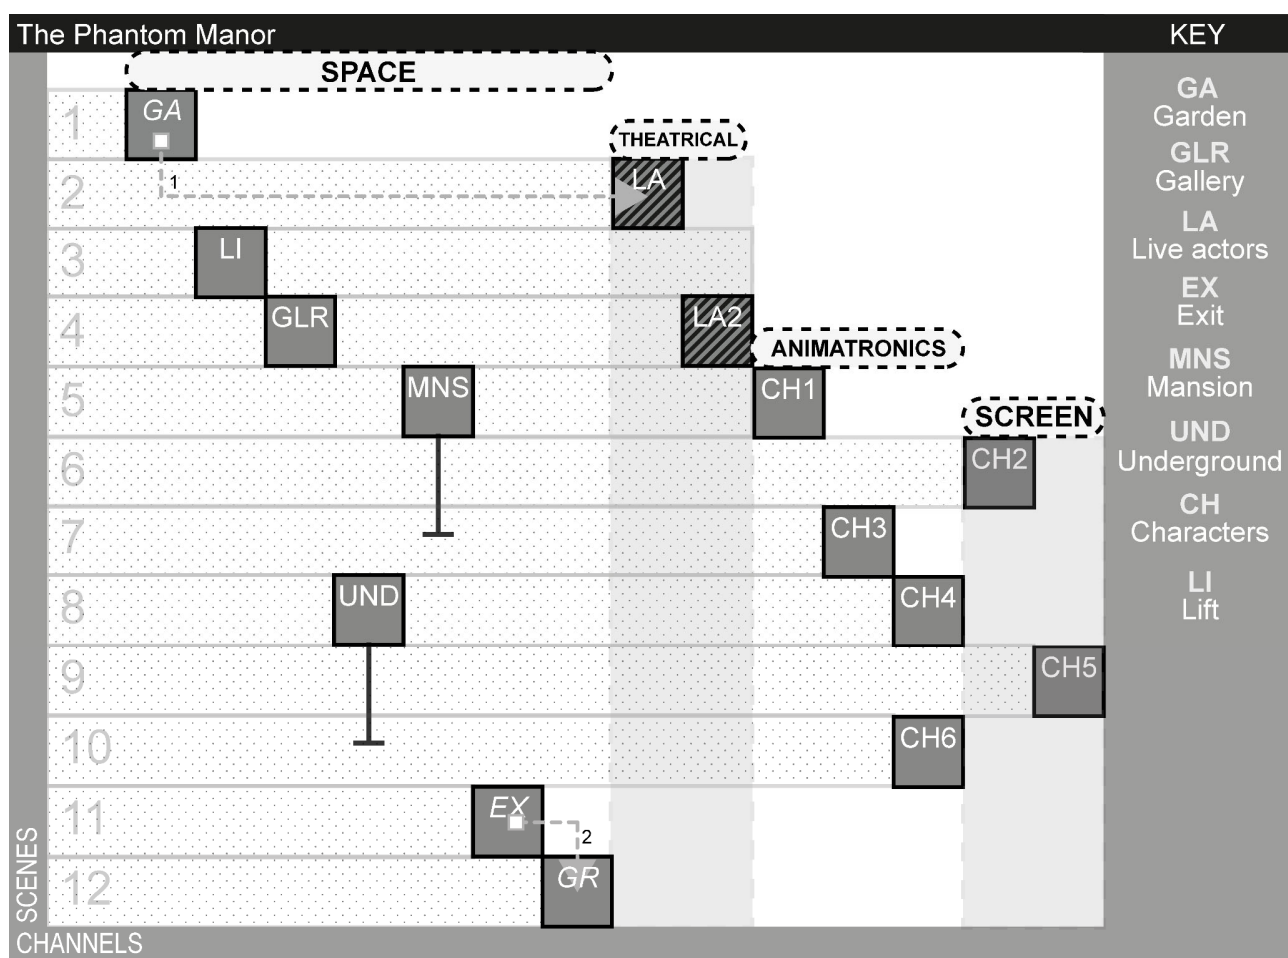 The Phantom Manor
KEY
SPACE
GA
Garden
1
GA
THEATRICAL
GLR
Gallery
2
1
LA
LA
Live actors
3
LI
EX
Exit
4
GLR
LA2
ANIMATRONICS
MNS
Mansion
5
MNS
CH1
SCREEN
UND
Underground
6
CH2
CH
Characters
7
CH3
LI
Lift
8
UND
CH4
9
CH5
10
CH6
11
EX
2
12
GR
SCENES
CHANNELS